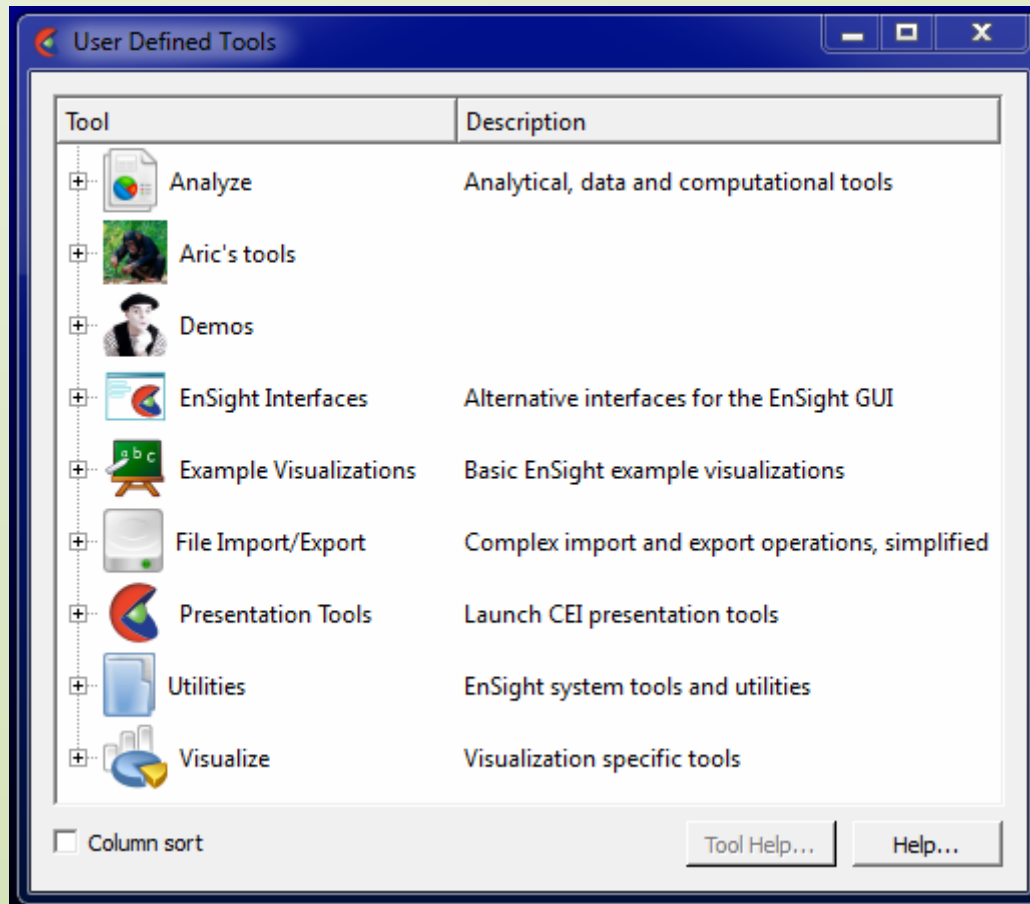 User Defined Tools
Tool Description
Analyze Analytical, data and computational tools
Aric's tools
Demos
EnSight Interfaces Alternative interfaces for the EnSight GUI
abc
Example Visualizations Basic EnSight example visualizations
File Import/Export Complex import and export operations, simplified
Presentation Tools Launch CEI presentation tools
Utilities EnSight system tools and utilities
Visualize Visualization specific tools
Column sort Tool Help... Help...